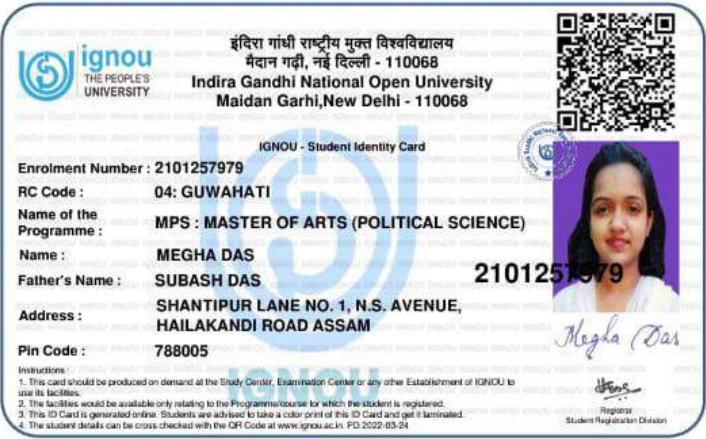 ignou
THE PEOPLE'S
UNIVERSITY
इंदिरा गांधी राष्ट्रीय मुक्त विश्वविद्यालय
मैदान गढ़ी, नई दिल्ली - 110068
Indira Gandhi National Open University
Maidan Garhi,New Delhi - 110068
IGNOU - Student Identity Card
Enrolment Number : 2101257979
RC Code : 04: GUWAHATI
Name of the
Programme : MPS : MASTER OF ARTS (POLITICAL SCIENCE)
Name : MEGHA DAS
Father's Name : SUBASH DAS
2101257979
Address : SHANTIPUR LANE NO. 1, N.S. AVENUE,
HAILAKANDI ROAD ASSAM
Pin Code : 788005
Megha Das
Instructions :
1. This card should be produced on demand at the Study Center, Examination Center or any other Establishment of IGNOU to
use its facilities.
2. The facilities would be available only relating to the Programme/course for which the student is registered.
3. This ID Card is generated online. Students are advised to take a color print of this ID Card and get it laminated.
4. The student details can be cross checked with the QR Code at www.ignou.ac.in. PD:2022-03-24
Registrar
Student Registration Division
IGNOU